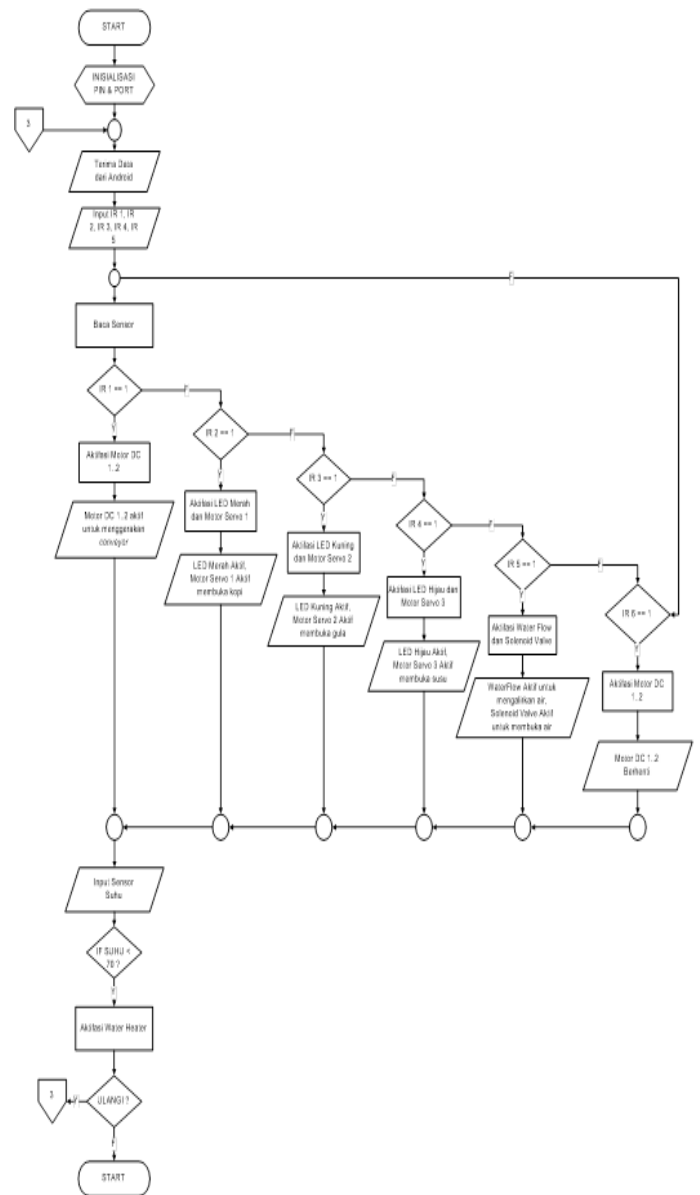 START
INISIALISASI
PIN & PORT
3
Terima Data
dari Android
Input IR 1, IR
2, IR 3, IR 4, IR
5
F
Baca Sensor
IR 1 == 1
F
Y
IR 2 == 1
F
Aktifasi Motor DC
1..2
Y
IR 3 == 1
F
Motor DC 1..2 aktif
untuk menggerakan
conveyor
Aktifasi LED Merah
dan Motor Servo 1
Y
IR 4 == 1
F
LED Merah Aktif,
Motor Servo 1 Aktif
membuka kopi
Aktifasi LED Kuning
dan Motor Servo 2
Y
IR 5 == 1
F
LED Kuning Aktif,
Motor Servo 2 Aktif
membuka gula
Aktifasi LED Hijau dan
Motor Servo 3
Y
IR 6 == 1
LED Hijau Aktif,
Motor Servo 3 Aktif
membuka susu
Aktifasi Water Flow
dan Solenoid Valve
Y
WaterFlow Aktif untuk
mengalirkan air,
Solenoid Valve Aktif
untuk membuka air
Aktifasi Motor DC
1..2
Motor DC 1..2
Berhenti
Input Sensor
Suhu
IF SUHU <
70 ?
Y
Aktifasi Water Heater
3
Y
ULANGI ?
F
START